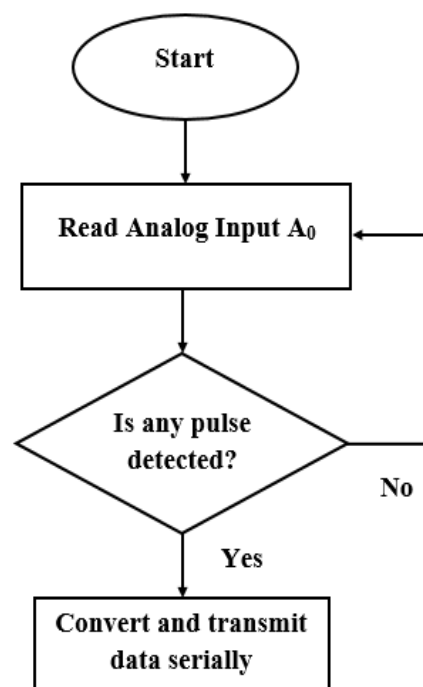 Start
Read Analog Input A₀
Is any pulse
detected?
No
Yes
Convert and transmit
data serially